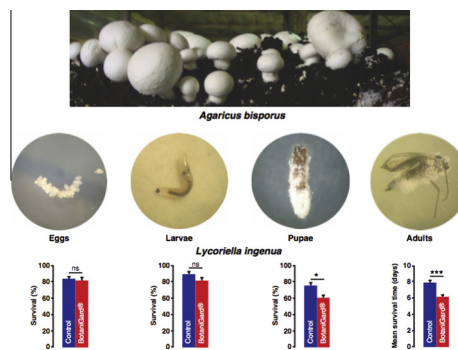 Agaricus bisporus
Eggs
Larvae
Pupae
Adults
Lycoriella ingenua
Survival (%)
100
80
60
40
20
0
ns
Control
BotaniGard®
Survival (%)
100
80
60
40
20
0
ns
Control
BotaniGard®
Survival (%)
100
80
60
40
20
0
*
Control
BotaniGard®
Mean survival time (days)
10
8
6
4
2
0
***
Control
BotaniGard®